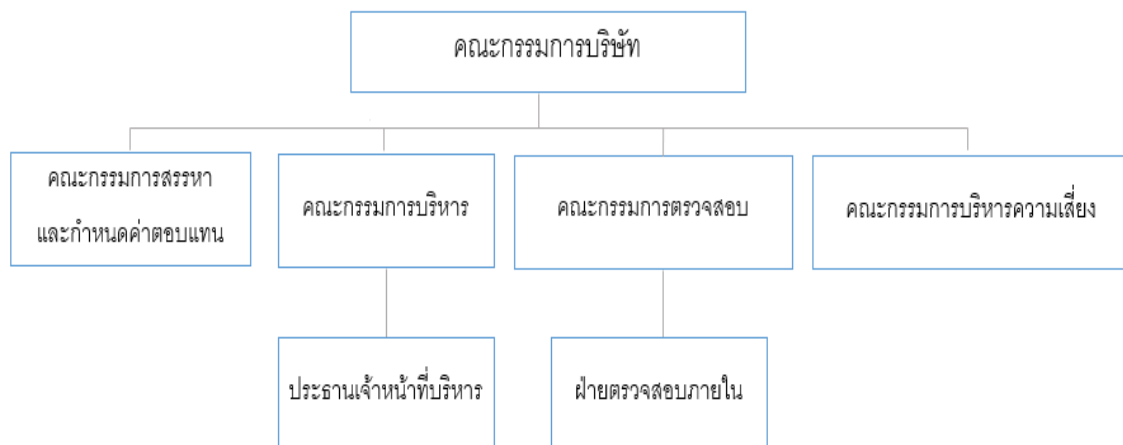 คณะกรรมการบริษัท
คณะกรรมการสรรหา
และกำหนดค่าตอบแทน
คณะกรรมการบริหาร
คณะกรรมการตรวจสอบ
คณะกรรมการบริหารความเสี่ยง
ประธานเจ้าหน้าที่บริหาร
ฝ่ายตรวจสอบภายใน